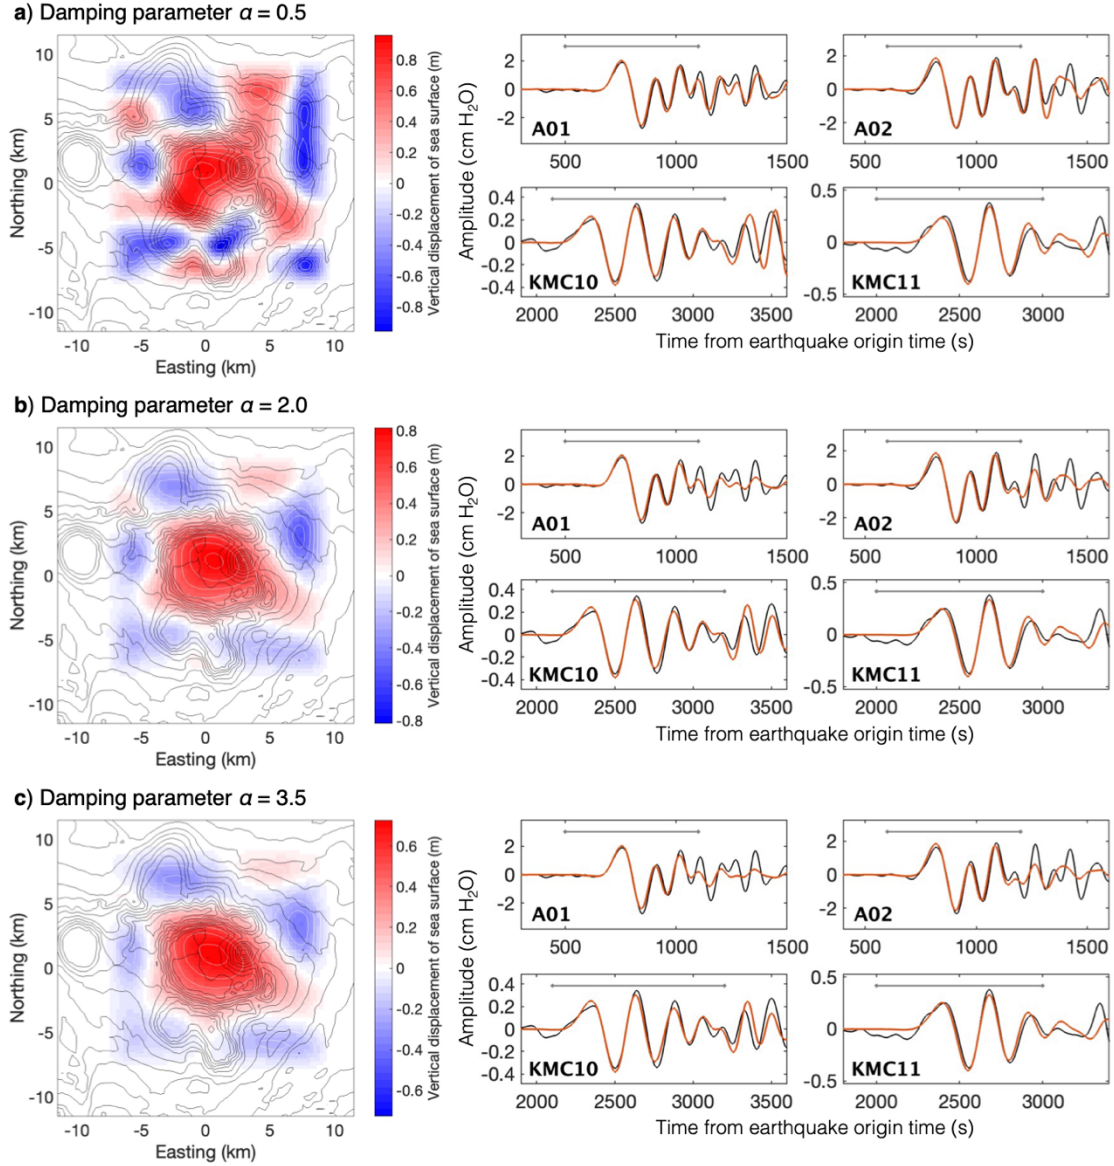 a) Damping parameter α = 0.5
10
5
0
-5
-10
Northing (km)
-10 -5 0 5 10
Easting (km)
0.8
0.6
0.4
0.2
0
-0.2
-0.4
-0.6
-0.8
Vertical displacement of sea surface (m)
Amplitude (cm H2O)
2
0
-2
A01
500 1000 1500
2
0
-2
A02
500 1000 1500
0.4
0.2
0
-0.2
-0.4
KMC10
2000 2500 3000 3500
0.5
0
-0.5
KMC11
2000 3000
Time from earthquake origin time (s)
b) Damping parameter α = 2.0
10
5
0
-5
-10
Northing (km)
-10 -5 0 5 10
Easting (km)
0.8
0.6
0.4
0.2
0
-0.2
-0.4
-0.6
-0.8
Vertical displacement of sea surface (m)
Amplitude (cm H2O)
2
0
-2
A01
500 1000 1500
2
0
-2
A02
500 1000 1500
0.4
0.2
0
-0.2
-0.4
KMC10
2000 2500 3000 3500
0.5
0
-0.5
KMC11
2000 3000
Time from earthquake origin time (s)
c) Damping parameter α = 3.5
10
5
0
-5
-10
Northing (km)
-10 -5 0 5 10
Easting (km)
0.6
0.4
0.2
0
-0.2
-0.4
-0.6
Vertical displacement of sea surface (m)
Amplitude (cm H2O)
2
0
-2
A01
500 1000 1500
2
0
-2
A02
500 1000 1500
0.4
0.2
0
-0.2
-0.4
KMC10
2000 2500 3000 3500
0.5
0
-0.5
KMC11
2000 3000
Time from earthquake origin time (s)